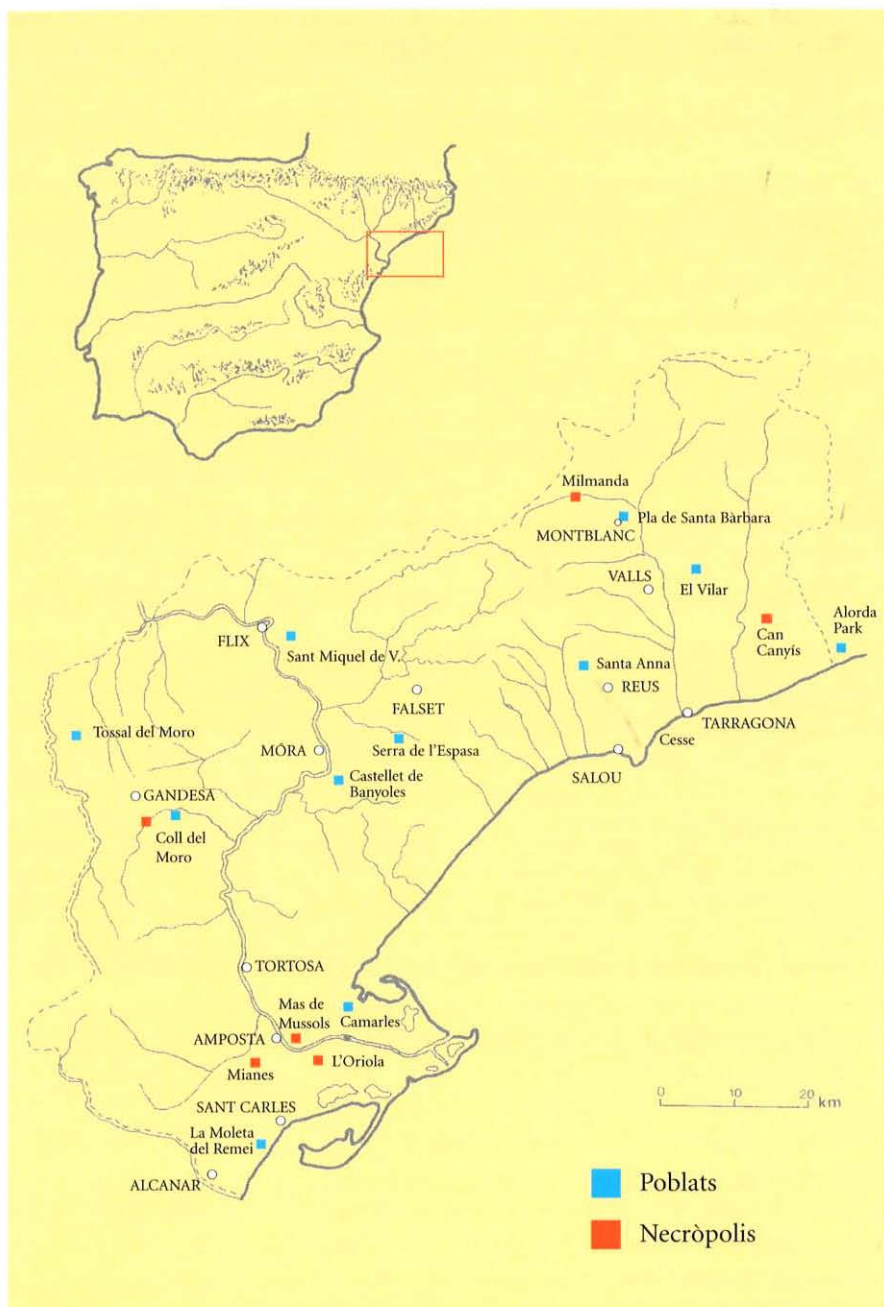 Milmanda
Pla de Santa Bàrbara
MONTBLANC
VALLS
El Vilar
Can
Canyís
Alorda
Park
FLIX
Sant Miquel de V.
Santa Anna
REUS
FALSET
TARRAGONA
Cesse
SALOU
Tossal del Moro
MÓRA
Serra de l'Espasa
Castellet de
Banyoles
GANDESA
Coll del
Moro
TORTOSA
Mas de
Mussols
Camarles
AMPOSTA
L'Oriola
Mianes
SANT CARLES
La Moleta
del Remei
ALCANAR
0 10 20
km
Poblats
Necròpolis